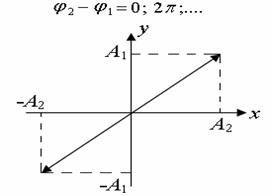 φ₂ − φ₁ = 0; 2π;....
y
A₁
-A₂
x
A₂
-A₁